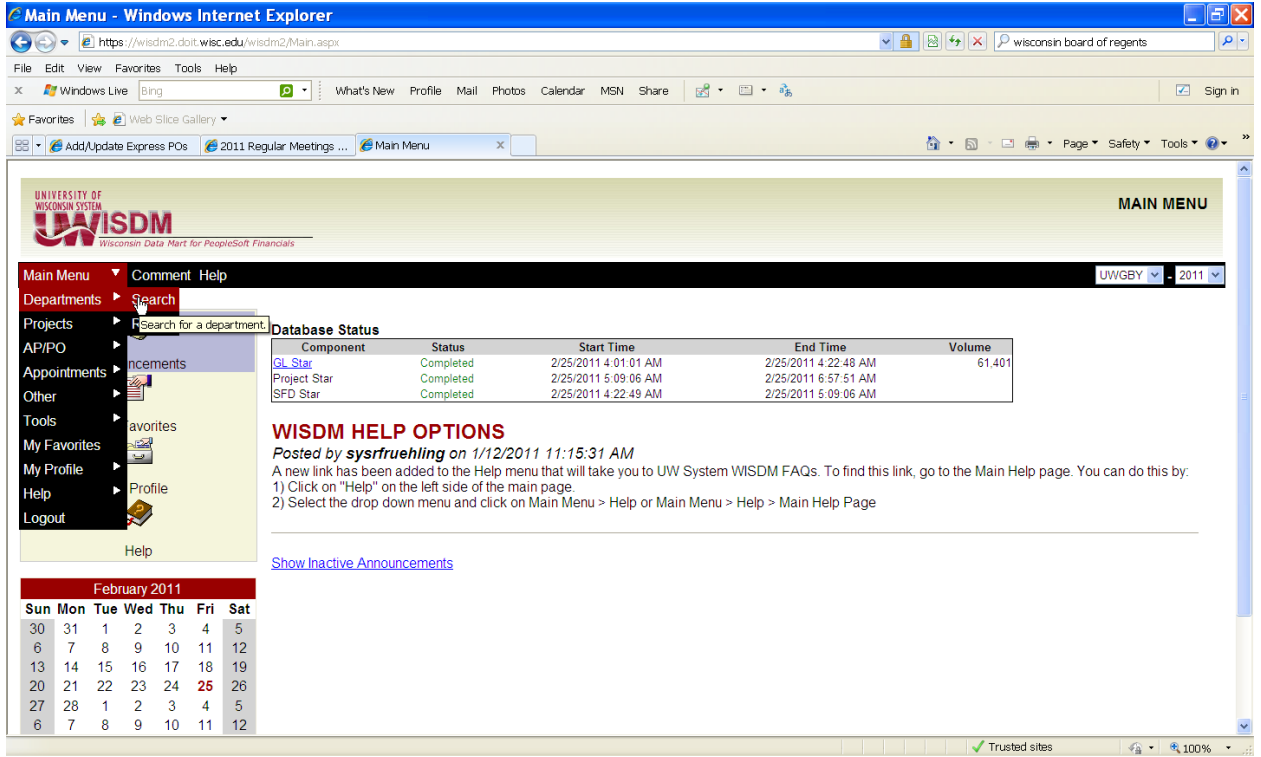 Main Menu - Windows Internet Explorer
https://wisdm2.doit.wisc.edu/wisdm2/Main.aspx
wisconsin board of regents
File Edit View Favorites Tools Help
x Windows Live Bing What's New Profile Mail Photos Calendar MSN Share Sign in
Favorites Web Slice Gallery
Add/Update Express POs 2011 Regular Meetings ... Main Menu x Page Safety Tools »
UNIVERSITY OF
WISCONSIN SYSTEM
UWISDM
Wisconsin Data Mart for PeopleSoft Financials
MAIN MENU
Main Menu Comment Help UWGBY - 2011
Departments Search
Projects R Search for a department.
AP/PO
Appointments
Other
Tools
My Favorites
My Profile
Help
Logout
ncements
avorites
Profile
Help
Database Status
Component Status Start Time End Time Volume
GL Star Completed 2/25/2011 4:01:01 AM 2/25/2011 4:22:48 AM 61,401
Project Star Completed 2/25/2011 5:09:06 AM 2/25/2011 6:57:51 AM
SFD Star Completed 2/25/2011 4:22:49 AM 2/25/2011 5:09:06 AM
WISDM HELP OPTIONS
Posted by sysrfruehling on 1/12/2011 11:15:31 AM
A new link has been added to the Help menu that will take you to UW System WISDM FAQs. To find this link, go to the Main Help page. You can do this by:
1) Click on "Help" on the left side of the main page.
2) Select the drop down menu and click on Main Menu > Help or Main Menu > Help > Main Help Page
Show Inactive Announcements
February 2011
Sun Mon Tue Wed Thu Fri Sat
30 31 1 2 3 4 5
6 7 8 9 10 11 12
13 14 15 16 17 18 19
20 21 22 23 24 25 26
27 28 1 2 3 4 5
6 7 8 9 10 11 12
Trusted sites 100%